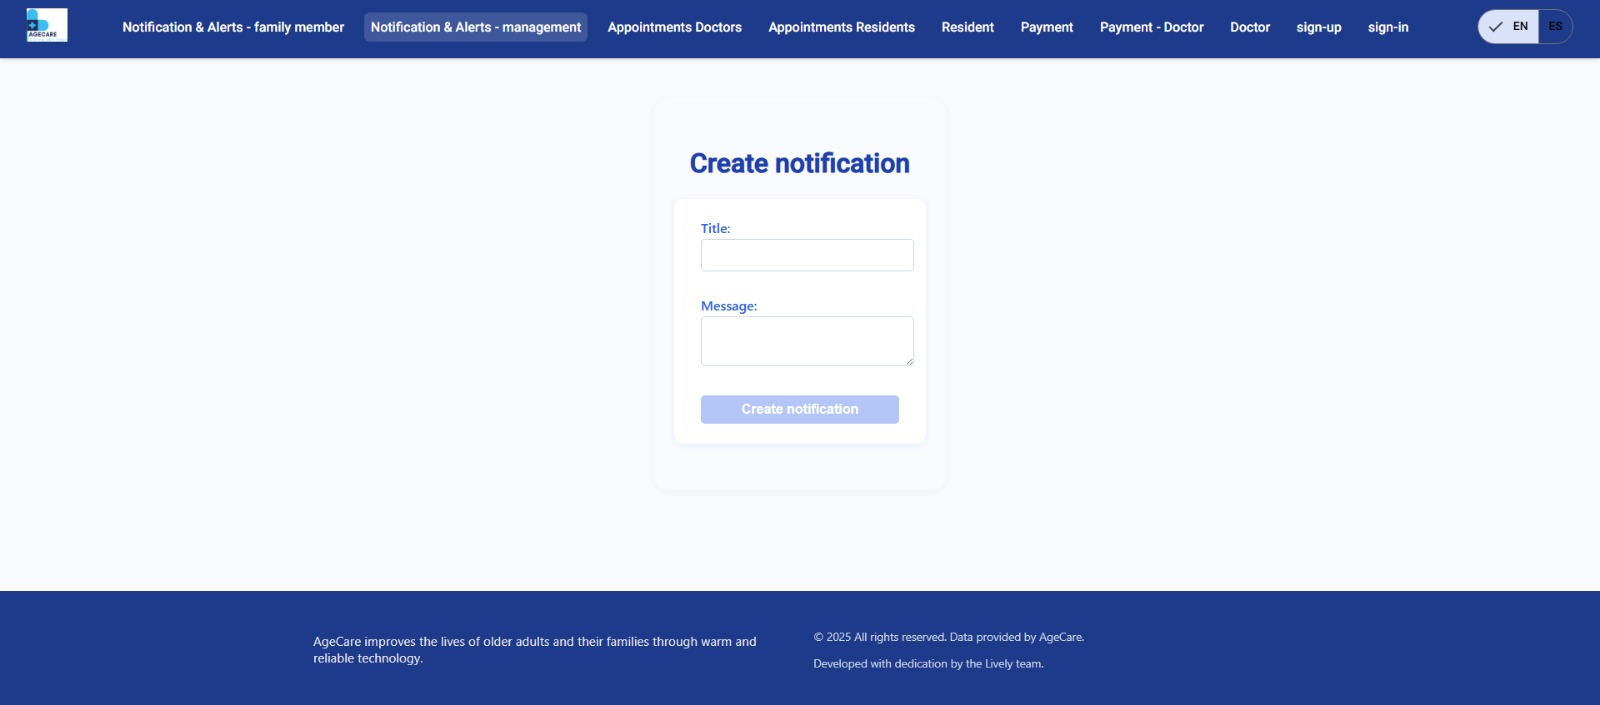 AGECARE
Notification & Alerts - family member
Notification & Alerts - management
Appointments Doctors
Appointments Residents
Resident
Payment
Payment - Doctor
Doctor
sign-up
sign-in
EN
ES
Create notification
Title:
Message:
Create notification
AgeCare improves the lives of older adults and their families through warm and
reliable technology.
© 2025 All rights reserved. Data provided by AgeCare.
Developed with dedication by the Lively team.